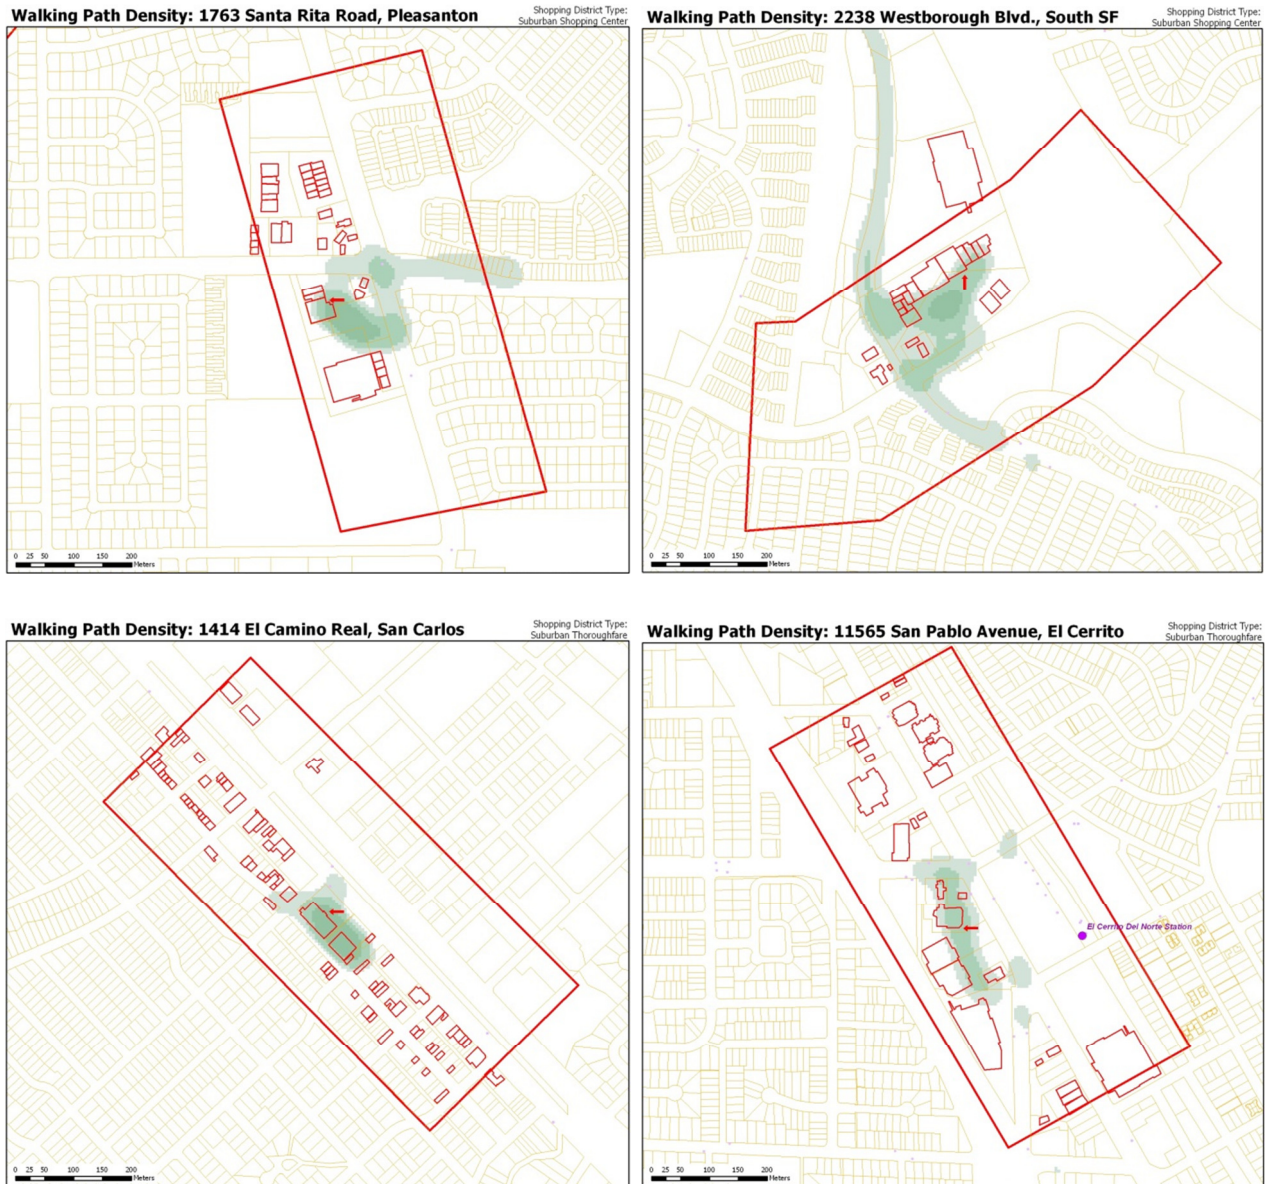 Walking Path Density: 1763 Santa Rita Road, Pleasanton
Shopping District Type:
Suburban Shopping Center
0 25 50 100 150 200
Meters
Walking Path Density: 2238 Westborough Blvd., South SF
Shopping District Type:
Suburban Shopping Center
0 25 50 100 150 200
Meters
Walking Path Density: 1414 El Camino Real, San Carlos
Shopping District Type:
Suburban Thoroughfare
0 25 50 100 150 200
Meters
Walking Path Density: 11565 San Pablo Avenue, El Cerrito
Shopping District Type:
Suburban Thoroughfare
El Cerrito Del Norte Station
0 25 50 100 150 200
Meters